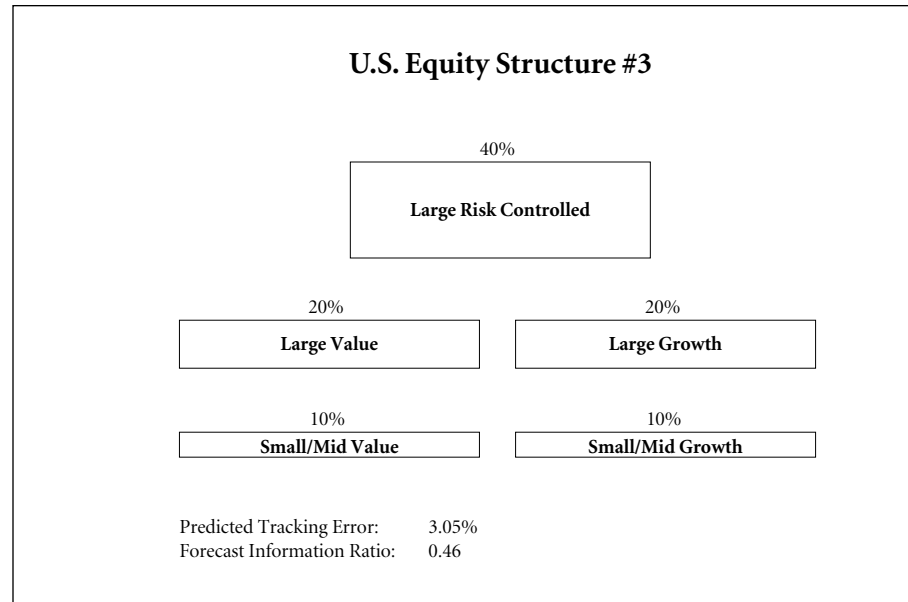 U.S. Equity Structure #3
40%
Large Risk Controlled
20% 20%
Large Value Large Growth
10% 10%
Small/Mid Value Small/Mid Growth
Predicted Tracking Error: 3.05%
Forecast Information Ratio: 0.46